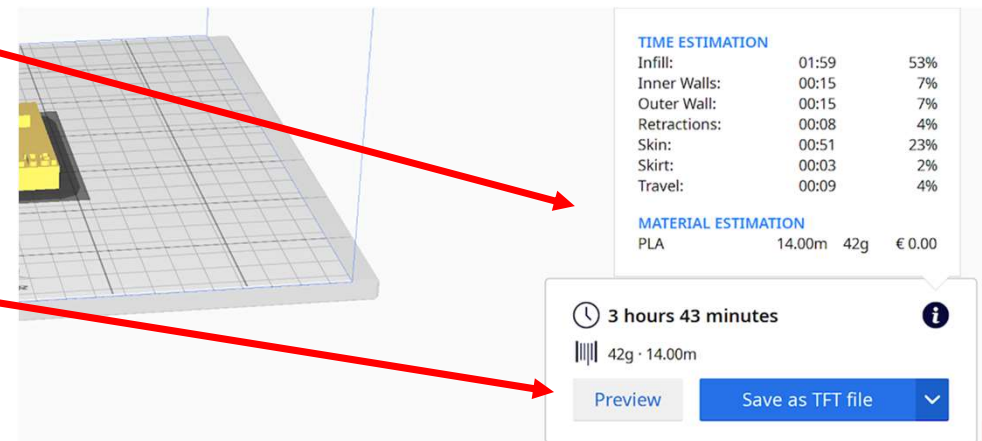 TIME ESTIMATION
Infill: 01:59 53%
Inner Walls: 00:15 7%
Outer Wall: 00:15 7%
Retractions: 00:08 4%
Skin: 00:51 23%
Skirt: 00:03 2%
Travel: 00:09 4%
MATERIAL ESTIMATION
PLA 14.00m 42g € 0.00
3 hours 43 minutes
42g · 14.00m
Preview Save as TFT file